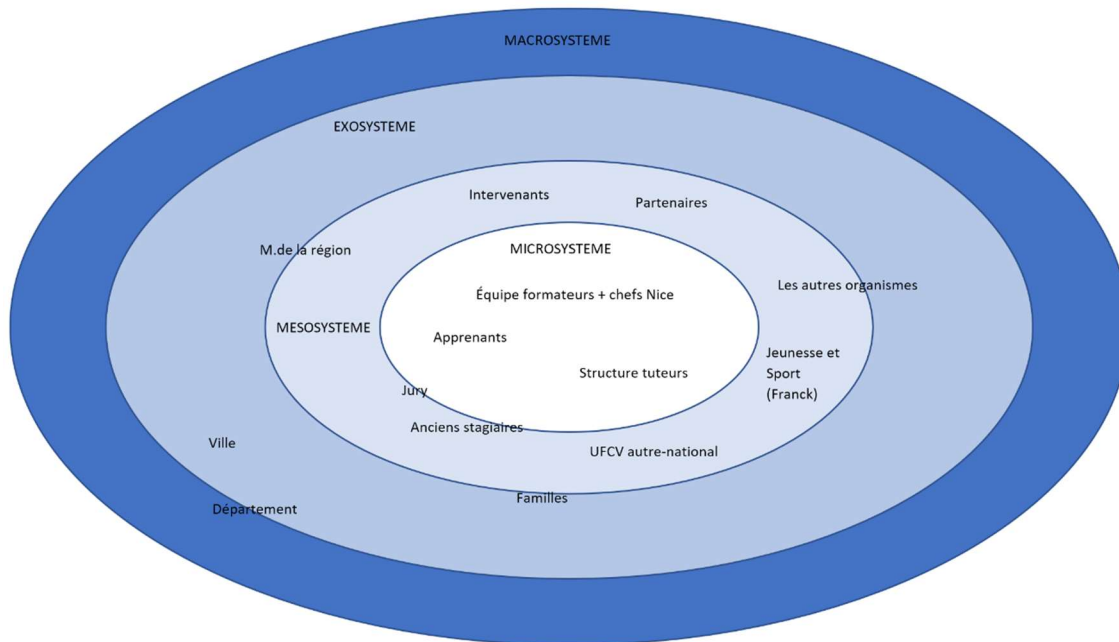 MACROSYSTEME
EXOSYSTEME
Intervenants
Partenaires
M.de la région
MICROSYSTEME
Les autres organismes
Équipe formateurs + chefs Nice
MESOSYSTEME
Apprenants
Jeunesse et
Sport
(Franck)
Structure tuteurs
Jury
Anciens stagiaires
Ville
UFCV autre-national
Familles
Département